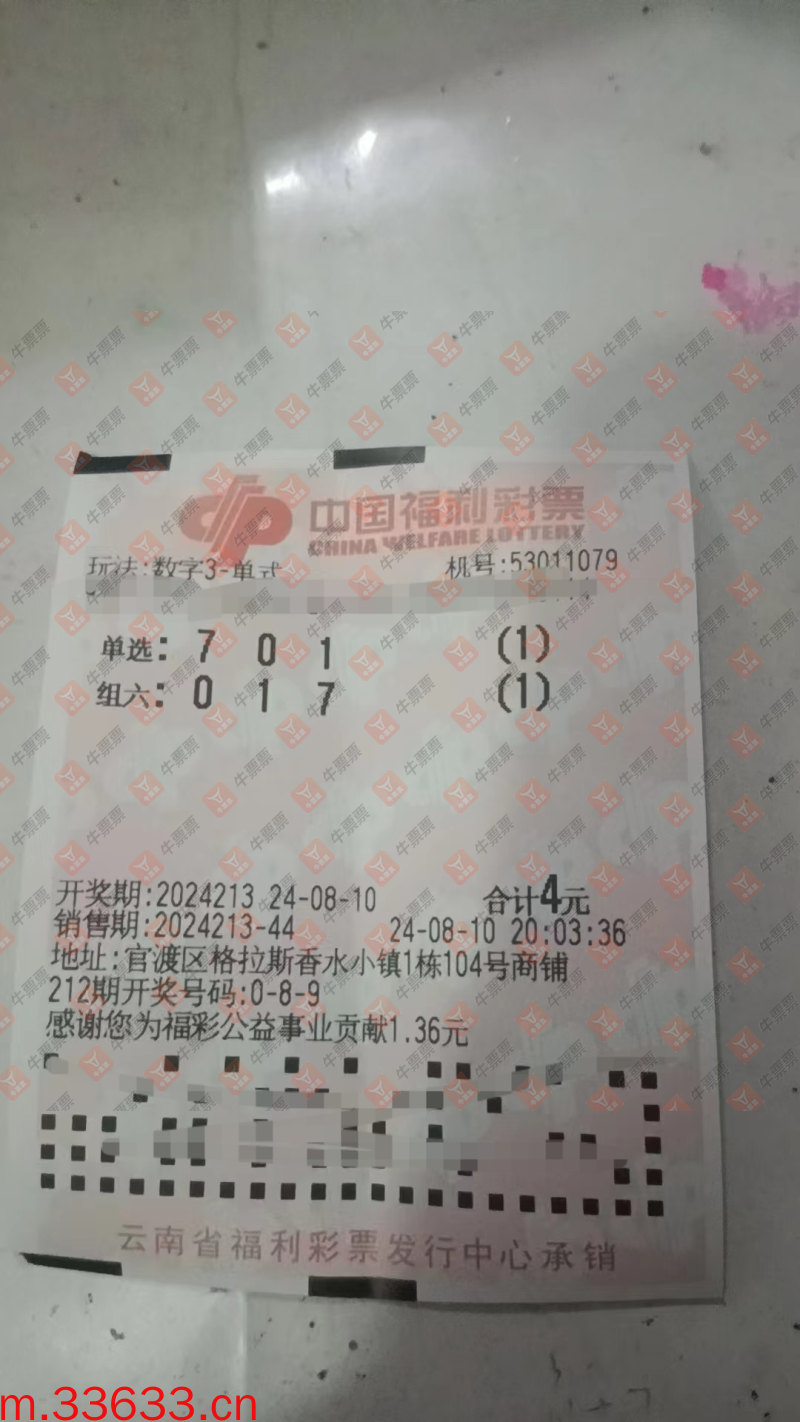 中国福利彩票
CHINA WELFARE LOTTERY
玩法:数字3-单式 机号:53011079
单选: 7 0 1 (1)
组六: 0 1 7 (1)
开奖期:2024213 24-08-10 合计4元
销售期:2024213-44 24-08-10 20:03:36
地址:官渡区格拉斯香水小镇1栋104号商铺
212期开奖号码:0-8-9
感谢您为福彩公益事业贡献1.36元
云南省福利彩票发行中心承销
牛票票
m.33633.cn